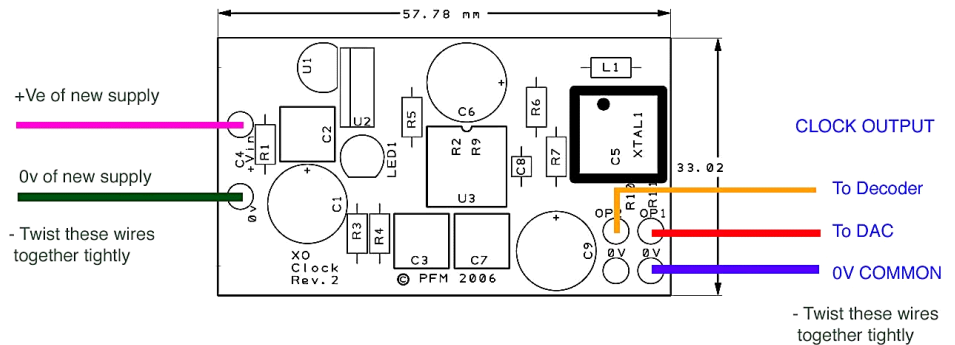 57.78 mm
+Ve of new supply
0v of new supply
- Twist these wires
together tightly
U1
U2
C4
+Vin
R1
C2
LED1
0v
C1
R3
R4
R5
C6
R2 R9
U3
C3
C7
C8
R6
R7
L1
C5
XTAL1
C9
R10
R11
OP1
0V
0V
XO
Clock
Rev.2
© PFM 2006
33.02
CLOCK OUTPUT
To Decoder
To DAC
0V COMMON
- Twist these wires
together tightly